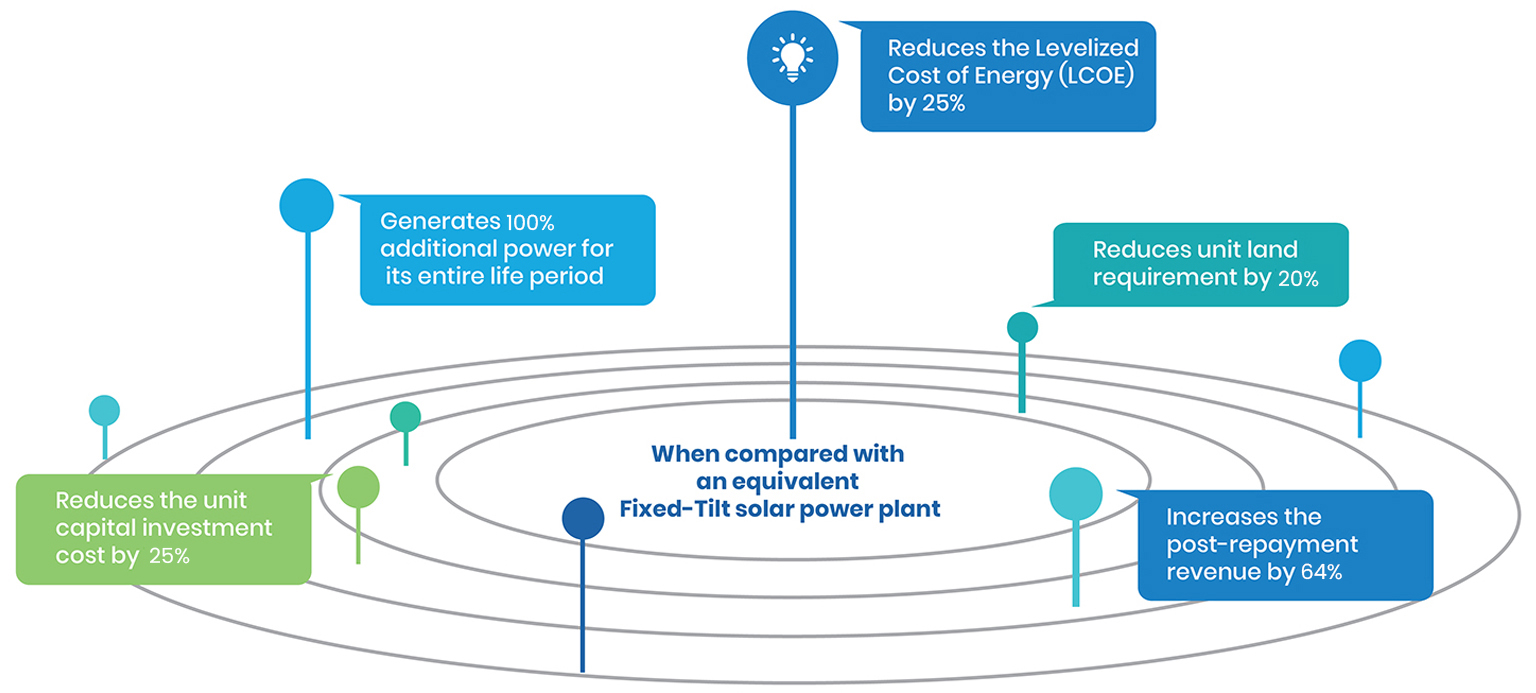 Reduces the Levelized
Cost of Energy (LCOE)
by 25%
Generates 100%
additional power for
its entire life period
Reduces unit land
requirement by 20%
When compared with
an equivalent
Fixed-Tilt solar power plant
Reduces the unit
capital investment
cost by 25%
Increases the
post-repayment
revenue by 64%